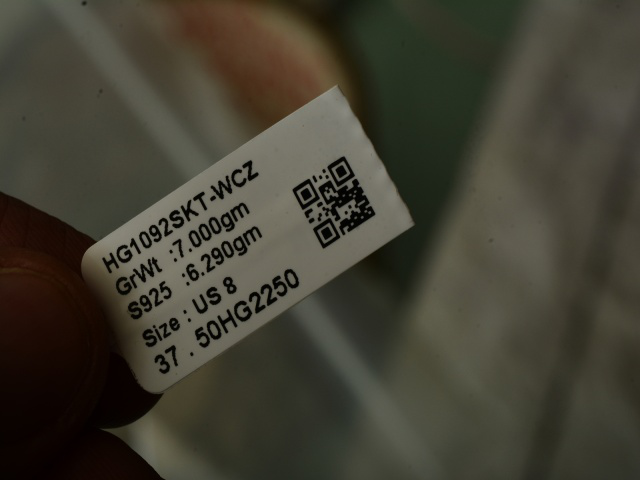 HG1092SKT-WCZ
GrWt :7.000gm
S925 :6.290gm
Size : US 8
37 . 50HG2250